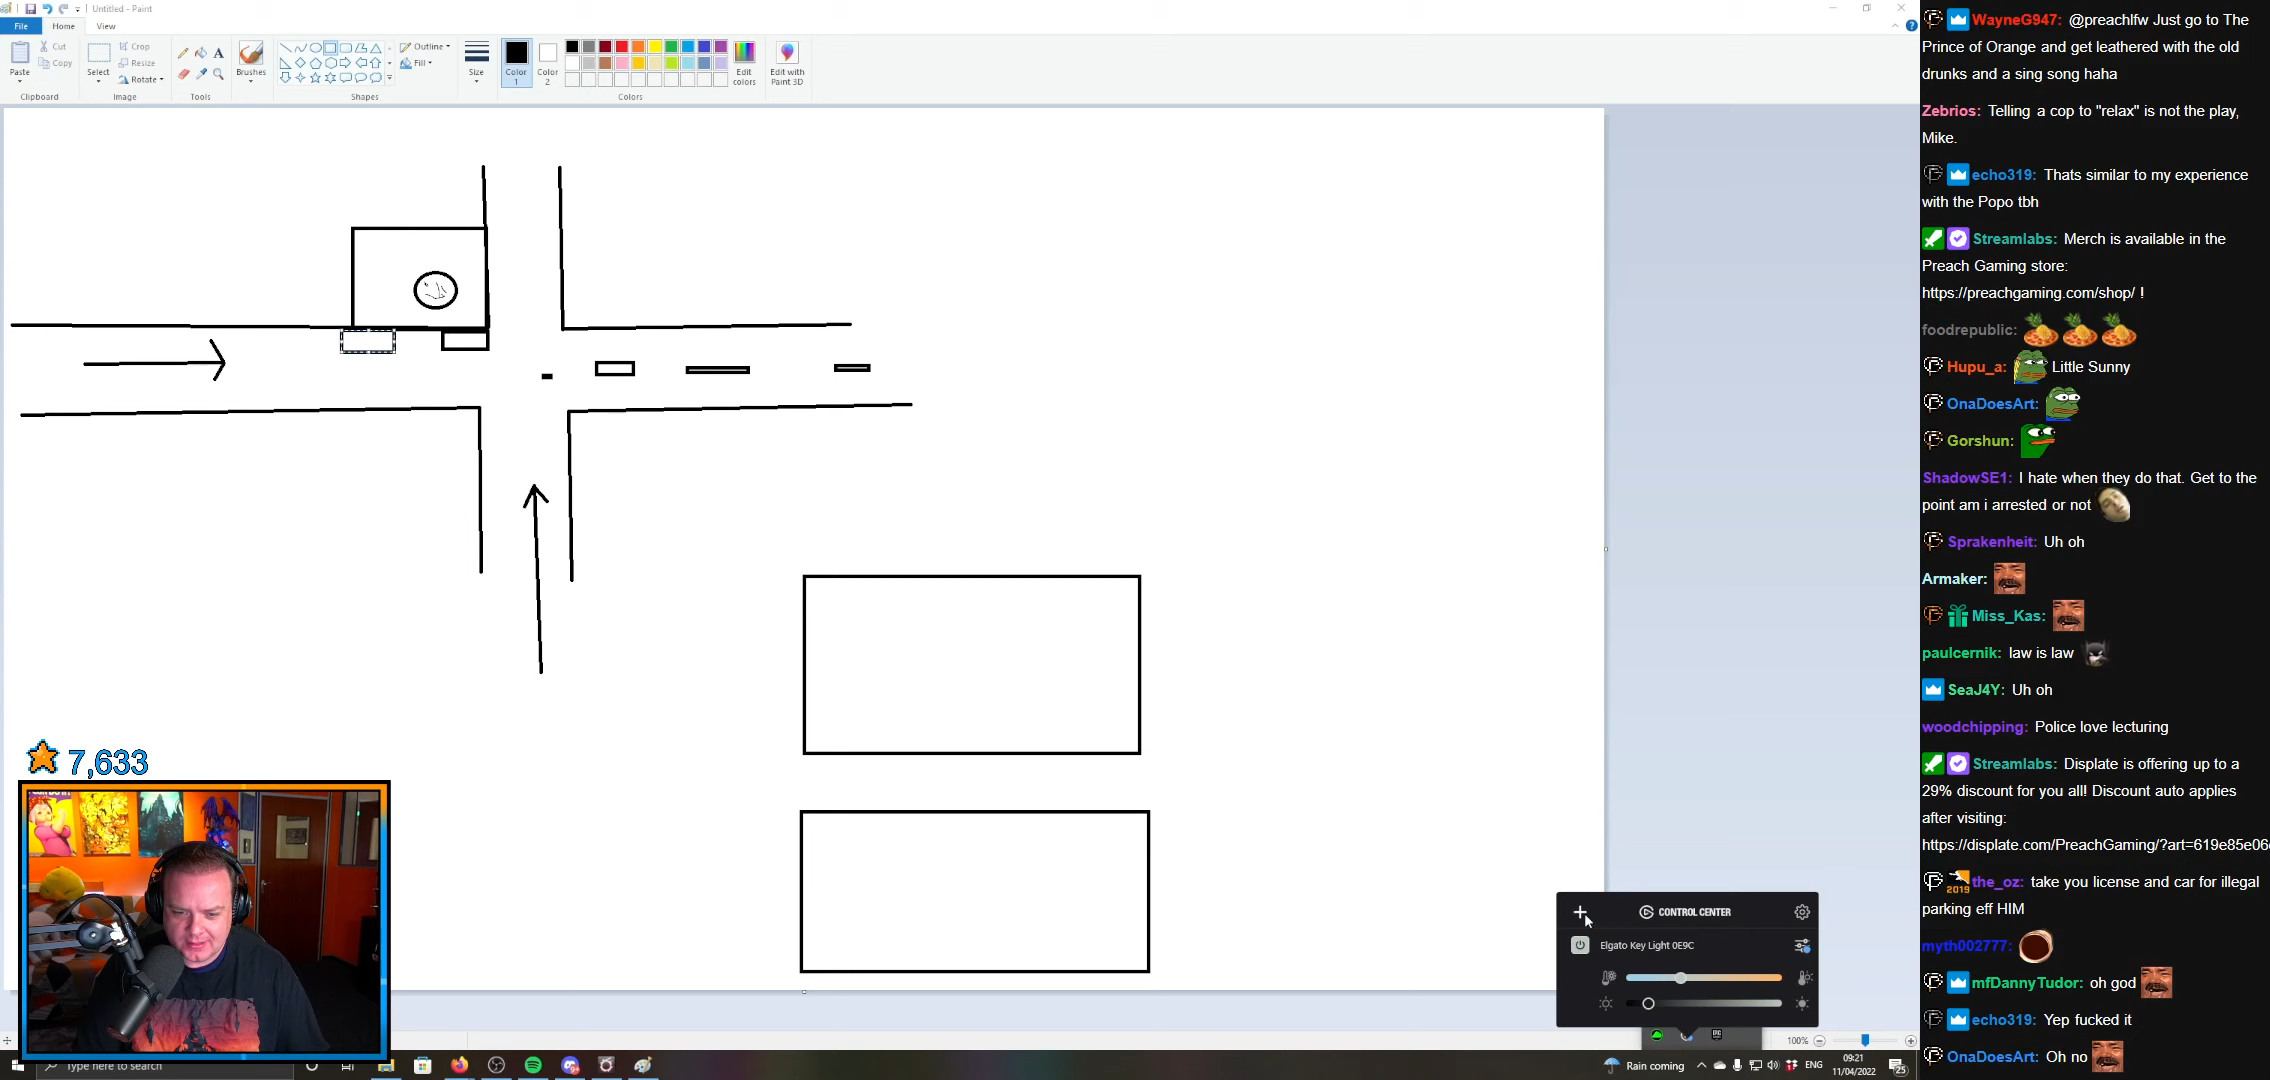 Untitled - Paint
File
Home
View
Paste
Cut
Copy
Clipboard
Select
Crop
Resize
Rotate
Image
A
Tools
Brushes
Shapes
Outline
Fill
Size
Color
1
Color
2
Colors
Edit
colors
Edit with
Paint 3D
7,633
CONTROL CENTER
Elgato Key Light 0E9C
100%
Type here to search
Rain coming
ENG
09:21
11/04/2022
25
WayneG947: @preachlfw Just go to The
Prince of Orange and get leathered with the old
drunks and a sing song haha
Zebrios: Telling a cop to "relax" is not the play,
Mike.
echo319: Thats similar to my experience
with the Popo tbh
Streamlabs: Merch is available in the
Preach Gaming store:
https://preachgaming.com/shop/ !
foodrepublic:
Hupu_a: Little Sunny
OnaDoesArt:
Gorshun:
ShadowSE1: I hate when they do that. Get to the
point am i arrested or not
Sprakenheit: Uh oh
Armaker:
Miss_Kas:
paulcernik: law is law
SeaJ4Y: Uh oh
woodchipping: Police love lecturing
Streamlabs: Displate is offering up to a
29% discount for you all! Discount auto applies
after visiting:
https://displate.com/PreachGaming/?art=619e85e06
2019 the_oz: take you license and car for illegal
parking eff HIM
myth002777:
mfDannyTudor: oh god
echo319: Yep fucked it
OnaDoesArt: Oh no